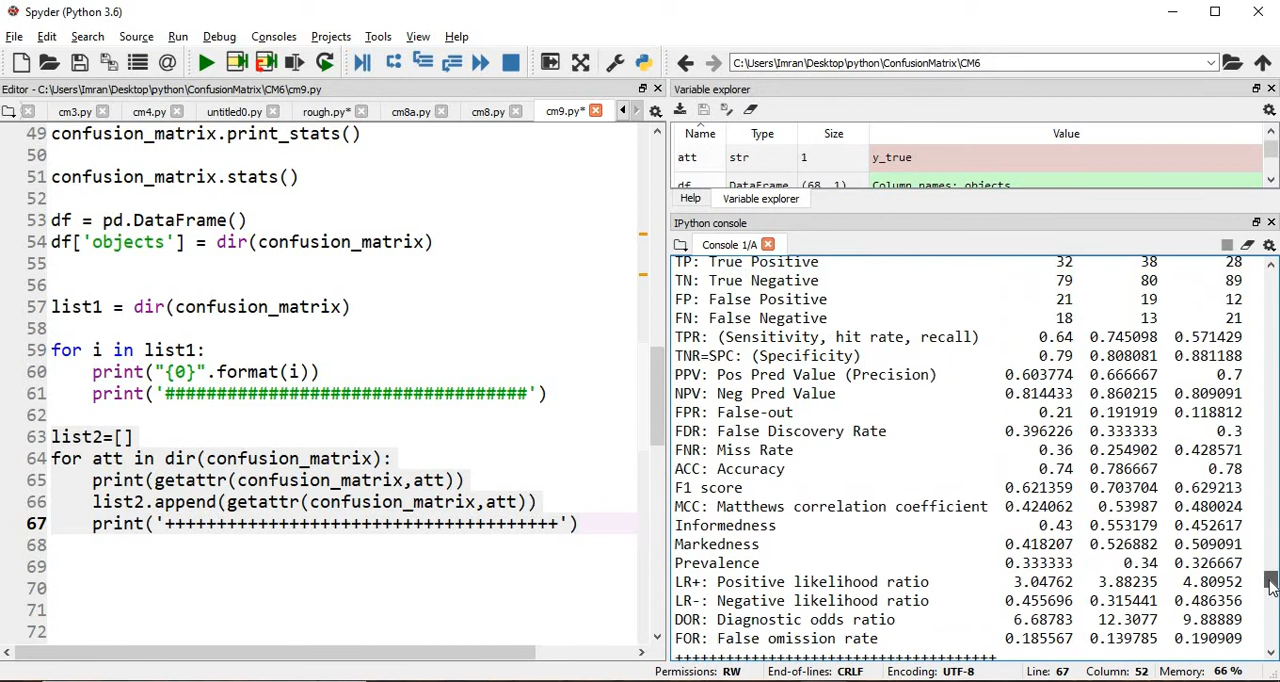 Spyder (Python 3.6)
File Edit Search Source Run Debug Consoles Projects Tools View Help
C:\Users\Imran\Desktop\python\ConfusionMatrix\CM6
Editor - C:\Users\Imran\Desktop\python\ConfusionMatrix\CM6\cm9.py
cm3.py cm4.py untitled0.py rough.py* cm8a.py cm8.py cm9.py*
49 confusion_matrix.print_stats()
50
51 confusion_matrix.stats()
52
53 df = pd.DataFrame()
54 df['objects'] = dir(confusion_matrix)
55
56
57 list1 = dir(confusion_matrix)
58
59 for i in list1:
60 print("{0}".format(i))
61 print('###################################')
62
63 list2=[]
64 for att in dir(confusion_matrix):
65 print(getattr(confusion_matrix,att))
66 list2.append(getattr(confusion_matrix,att))
67 print('++++++++++++++++++++++++++++++++++++++')
68
69
70
71
72
Variable explorer
Name Type Size Value
att str 1 y_true
df DataFrame (68, 1) Column names: objects
Help Variable explorer
IPython console
Console 1/A
TP: True Positive 32 38 28
TN: True Negative 79 80 89
FP: False Positive 21 19 12
FN: False Negative 18 13 21
TPR: (Sensitivity, hit rate, recall) 0.64 0.745098 0.571429
TNR=SPC: (Specificity) 0.79 0.808081 0.881188
PPV: Pos Pred Value (Precision) 0.603774 0.666667 0.7
NPV: Neg Pred Value 0.814433 0.860215 0.809091
FPR: False-out 0.21 0.191919 0.118812
FDR: False Discovery Rate 0.396226 0.333333 0.3
FNR: Miss Rate 0.36 0.254902 0.428571
ACC: Accuracy 0.74 0.786667 0.78
F1 score 0.621359 0.703704 0.629213
MCC: Matthews correlation coefficient 0.424062 0.53987 0.480024
Informedness 0.43 0.553179 0.452617
Markedness 0.418207 0.526882 0.509091
Prevalence 0.333333 0.34 0.326667
LR+: Positive likelihood ratio 3.04762 3.88235 4.80952
LR-: Negative likelihood ratio 0.455696 0.315441 0.486356
DOR: Diagnostic odds ratio 6.68783 12.3077 9.88889
FOR: False omission rate 0.185567 0.139785 0.190909
++++++++++++++++++++++++++++++++++++++
Permissions: RW End-of-lines: CRLF Encoding: UTF-8 Line: 67 Column: 52 Memory: 66 %